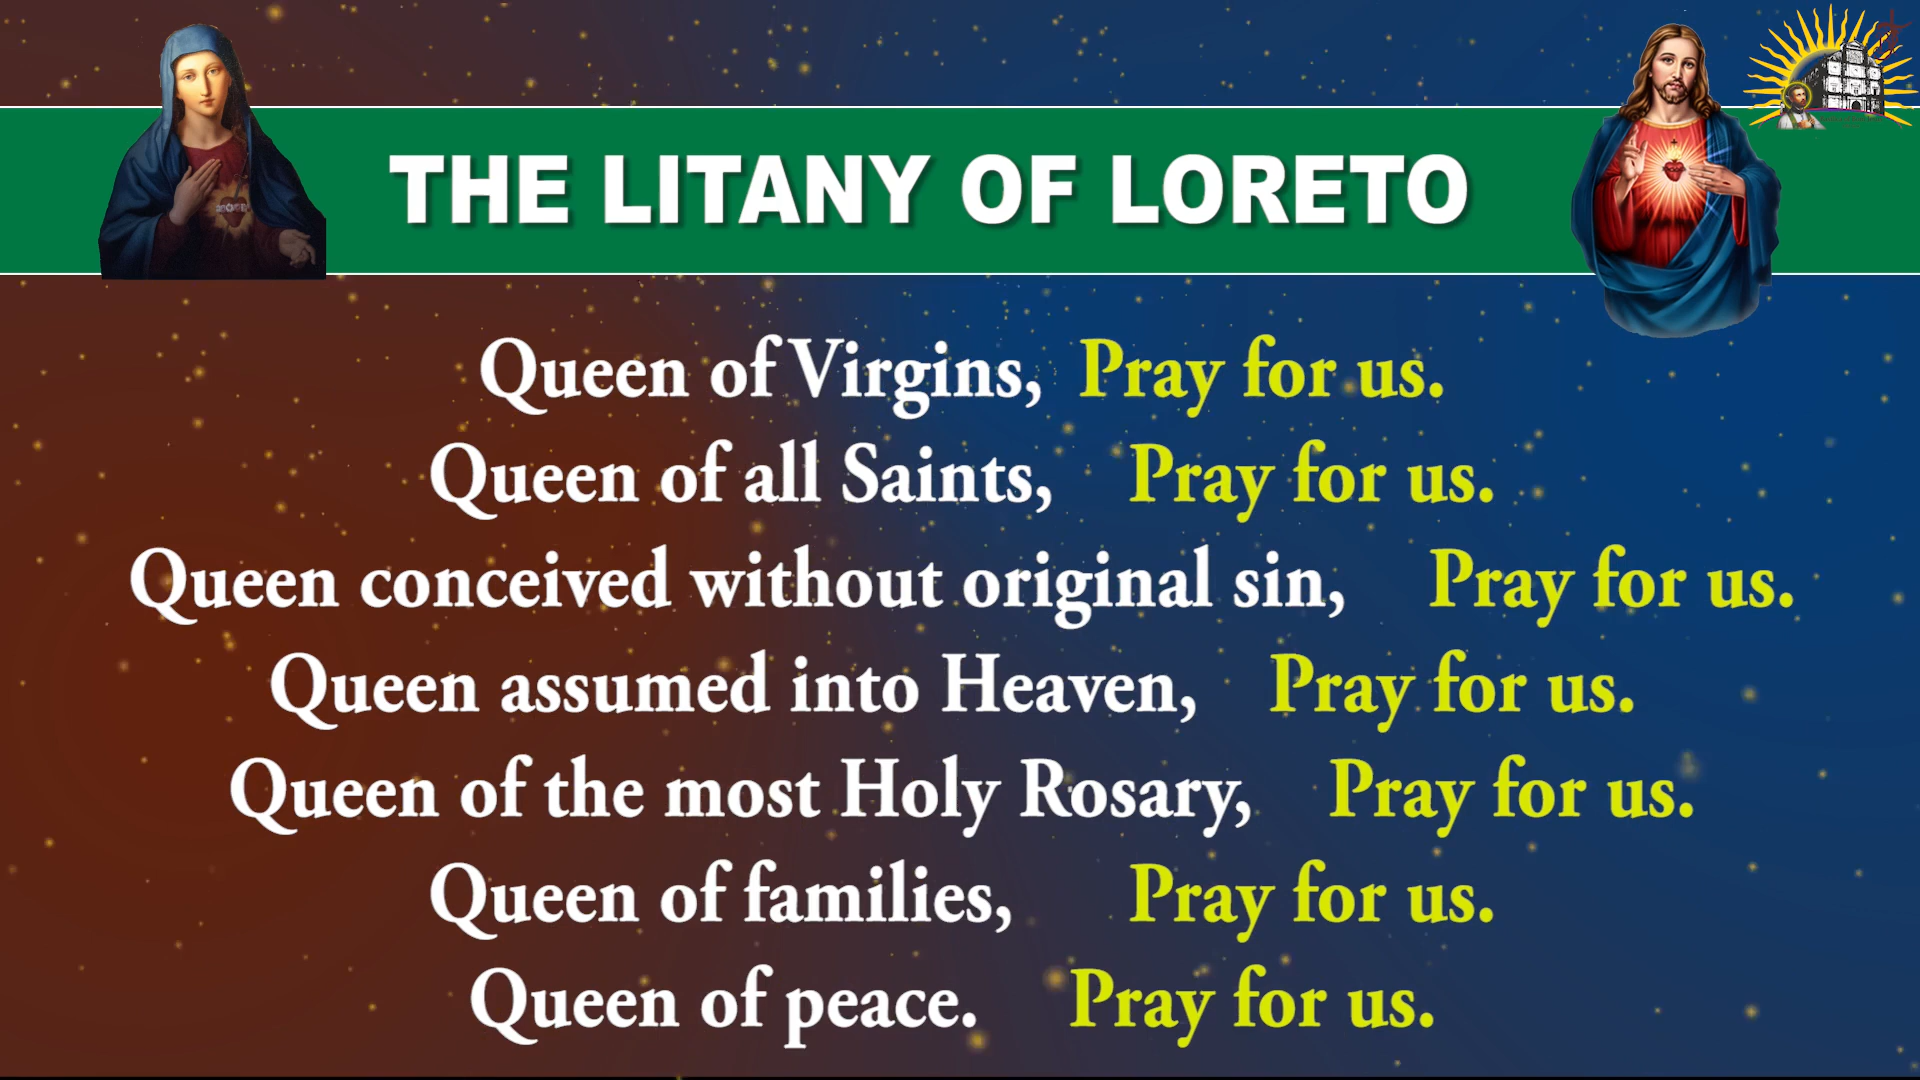 THE LITANY OF LORETO
Queen of Virgins, Pray for us.
Queen of all Saints, Pray for us.
Queen conceived without original sin, Pray for us.
Queen assumed into Heaven, Pray for us.
Queen of the most Holy Rosary, Pray for us.
Queen of families, Pray for us.
Queen of peace. Pray for us.